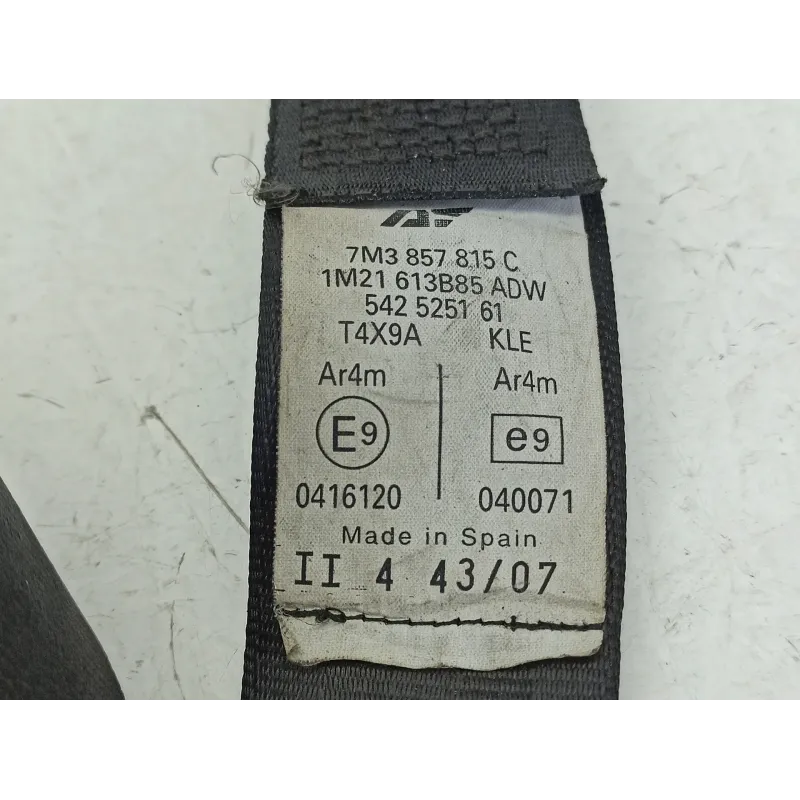 7M3 857 815 C
1M21 613B85 ADW
542 5251 61
T4X9A KLE
Ar4m Ar4m
E9 e9
0416120 040071
Made in Spain
II 4 43/07